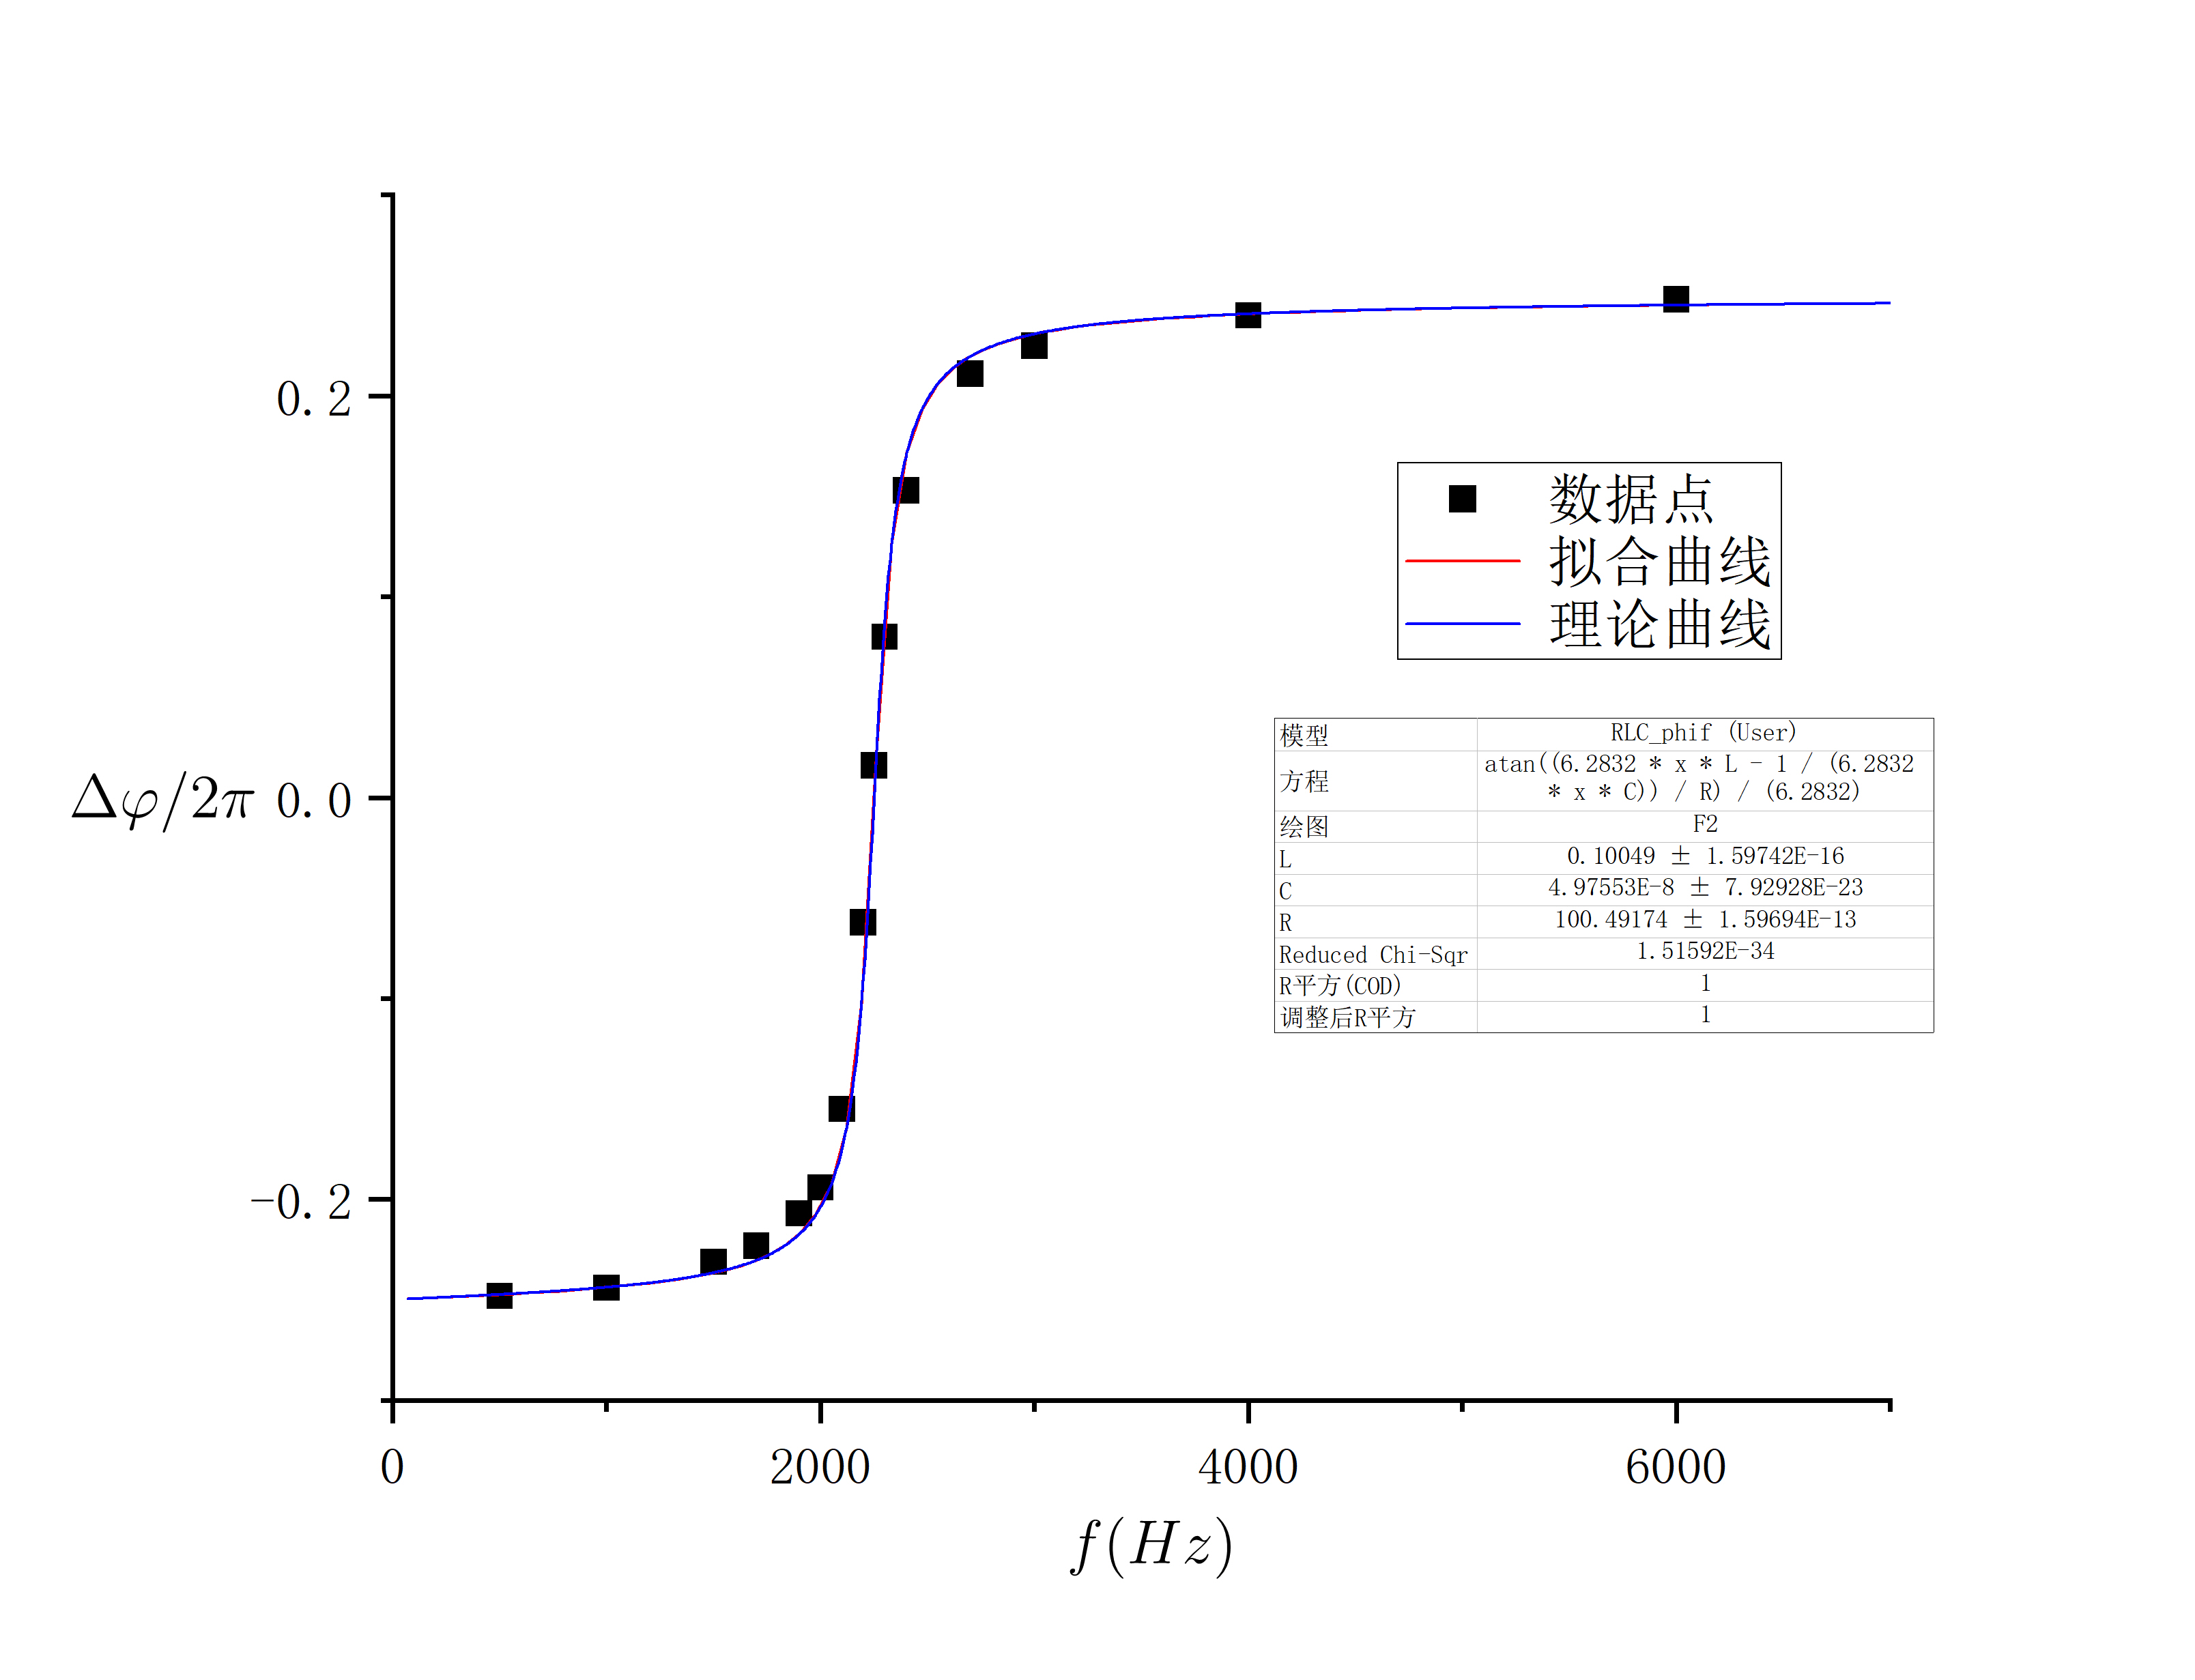 0.2
Δφ/2π 0.0
-0.2
0
2000
4000
6000
f(Hz)
数据点
拟合曲线
理论曲线
模型 RLC_phif (User)
方程 atan((6.2832 * x * L - 1 / (6.2832
* x * C)) / R) / (6.2832)
绘图 F2
L 0.10049 ± 1.59742E-16
C 4.97553E-8 ± 7.92928E-23
R 100.49174 ± 1.59694E-13
Reduced Chi-Sqr 1.51592E-34
R平方(COD) 1
调整后R平方 1